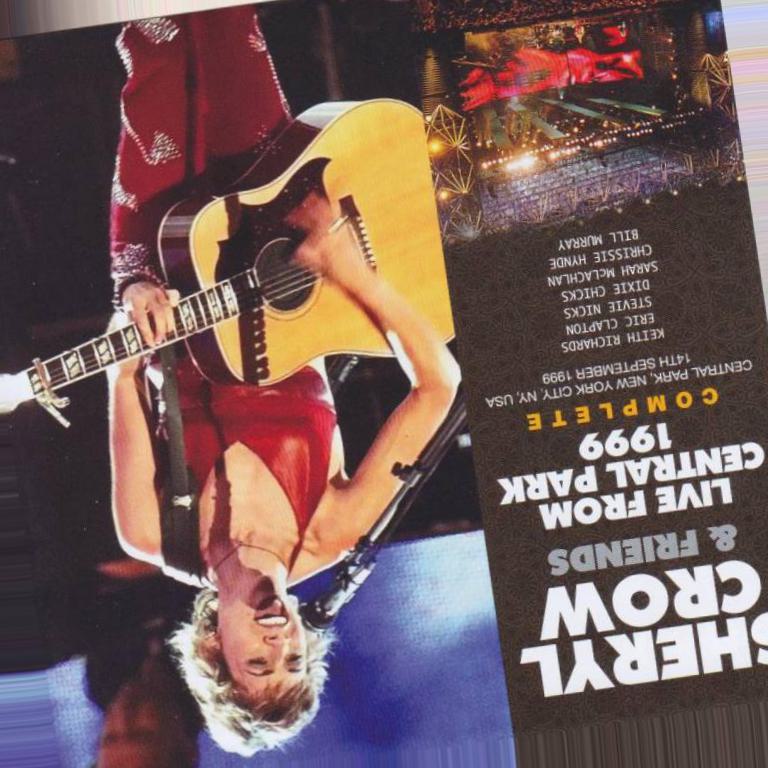 SHERYL
CROW
& FRIENDS
LIVE FROM
CENTRAL PARK
1999
COMPLETE
CENTRAL PARK, NEW YORK CITY, NY, USA
14TH SEPTEMBER 1999
KEITH RICHARDS
ERIC CLAPTON
STEVIE NICKS
DIXIE CHICKS
SARAH McLACHLAN
CHRISSIE HYNDE
BILL MURRAY